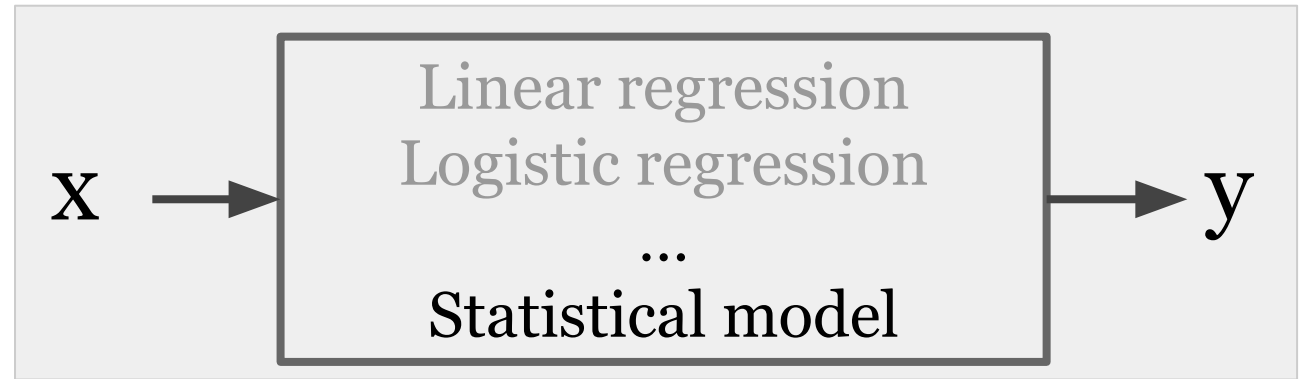 Linear regression
Logistic regression
x
y
...
Statistical model